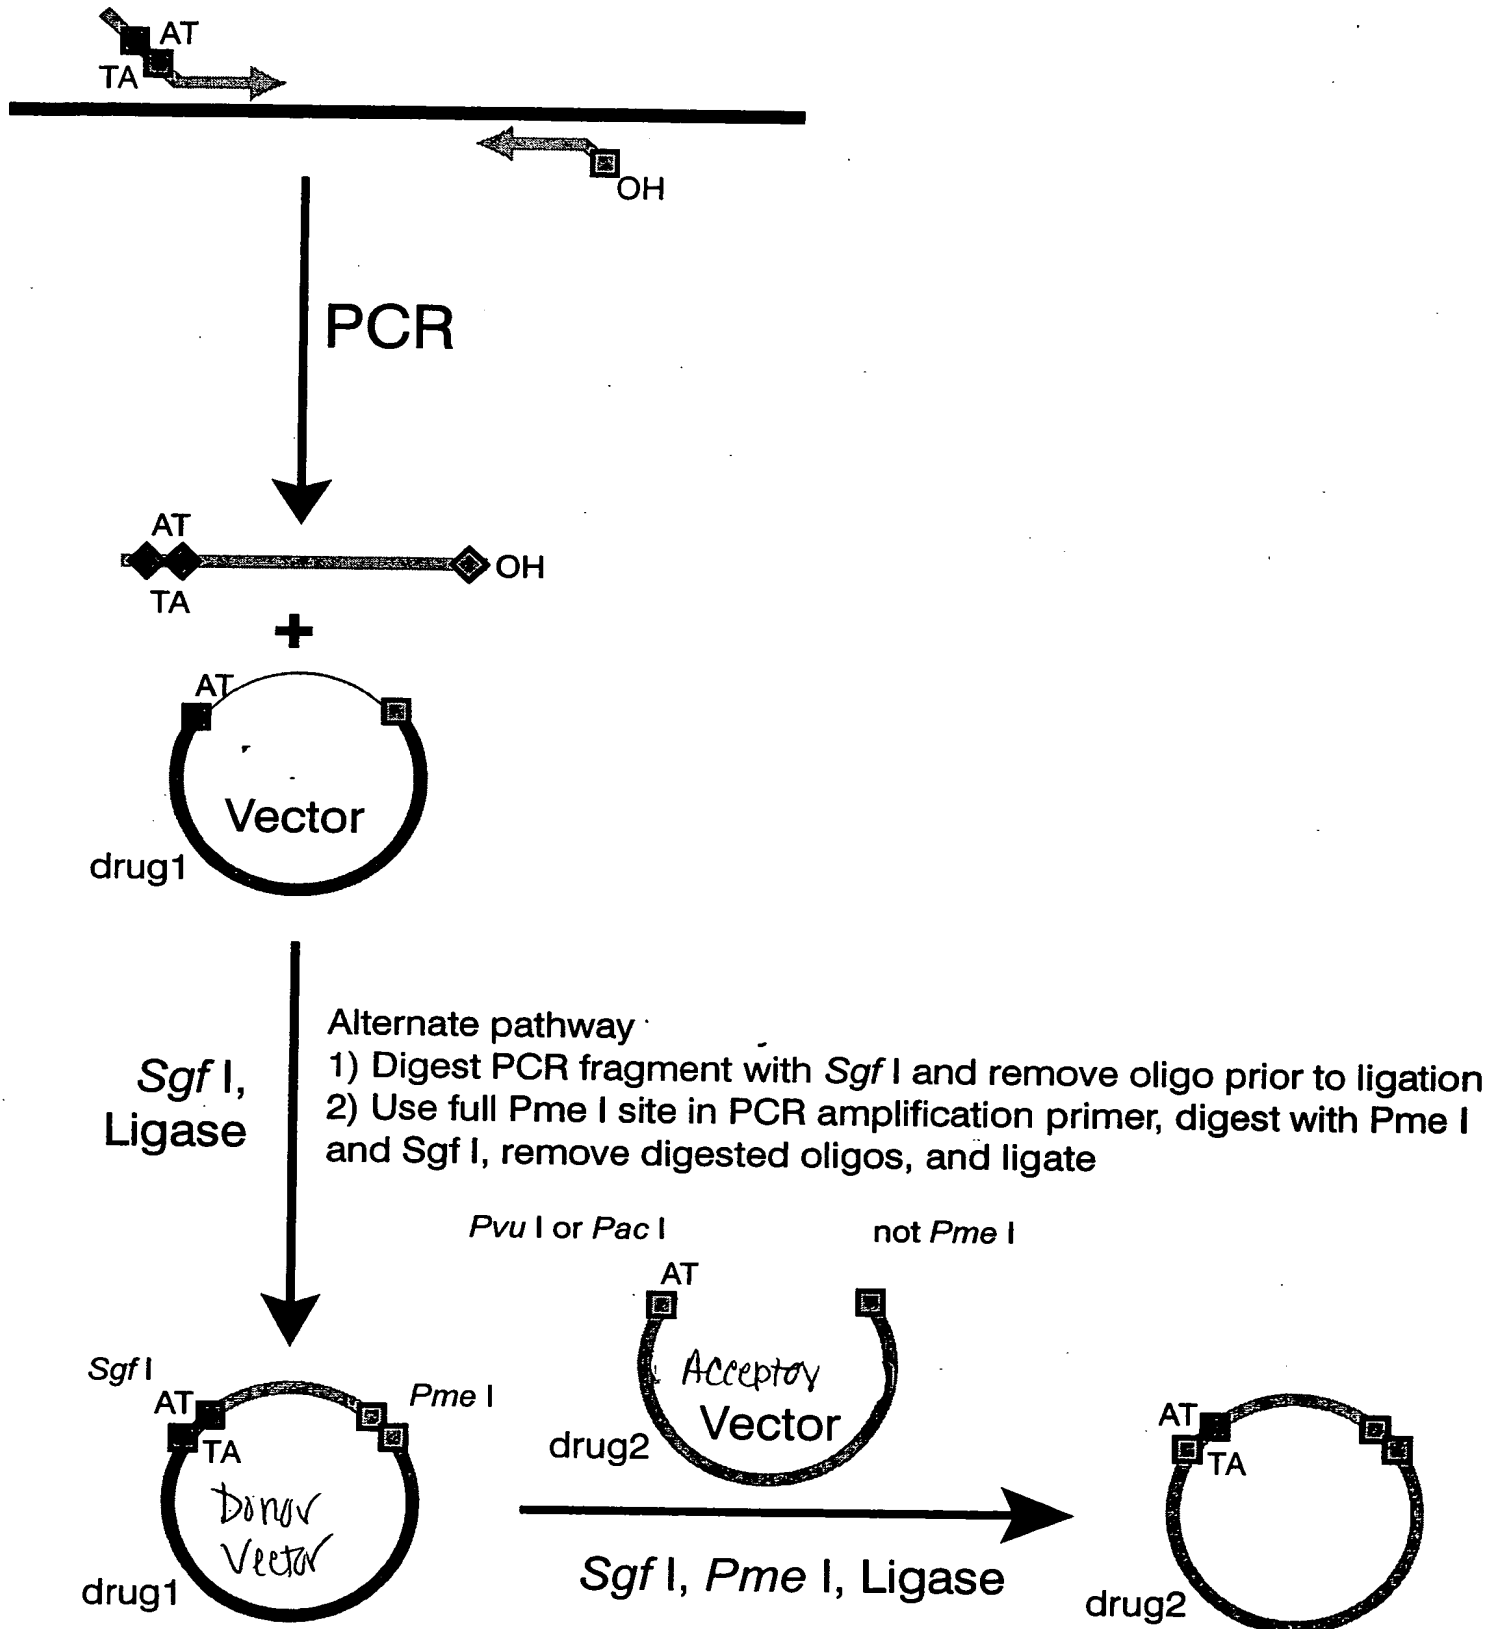 AT
TA
OH
PCR
AT
OH
TA
+
AT
Vector
drug1
Sgf I,
Ligase
Alternate pathway
1) Digest PCR fragment with Sgf I and remove oligo prior to ligation
2) Use full Pme I site in PCR amplification primer, digest with Pme I
and Sgf I, remove digested oligos, and ligate
Pvu I or Pac I
not Pme I
AT
Acceptor
Vector
drug2
Sgf I
AT
TA
Pme I
Donor
Vector
drug1
Sgf I, Pme I, Ligase
AT
TA
drug2